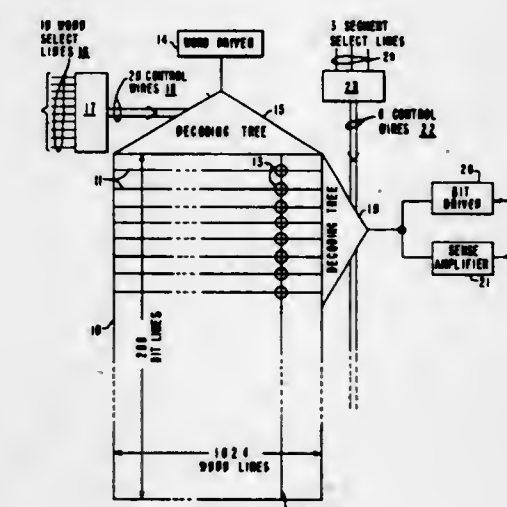 10 WORD
SELECT
LINES 16
17
20 CONTROL
WIRES 18
14
WORD DRIVER
15
DECODING TREE
3 SEGMENT
SELECT LINES
23
6 CONTROL
WIRES 22
11
13
DECODING TREE
19
20
BIT
DRIVER
SENSE
AMPLIFIER
21
10
200
BIT LINES
1024
WORD LINES